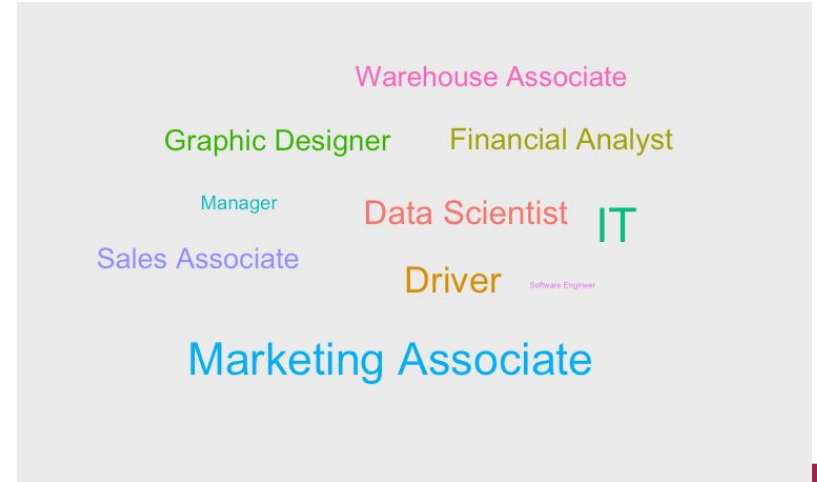 Warehouse Associate
Graphic Designer Financial Analyst
Manager
Data Scientist
IT
Sales Associate
Driver
Software Engineer
Marketing Associate